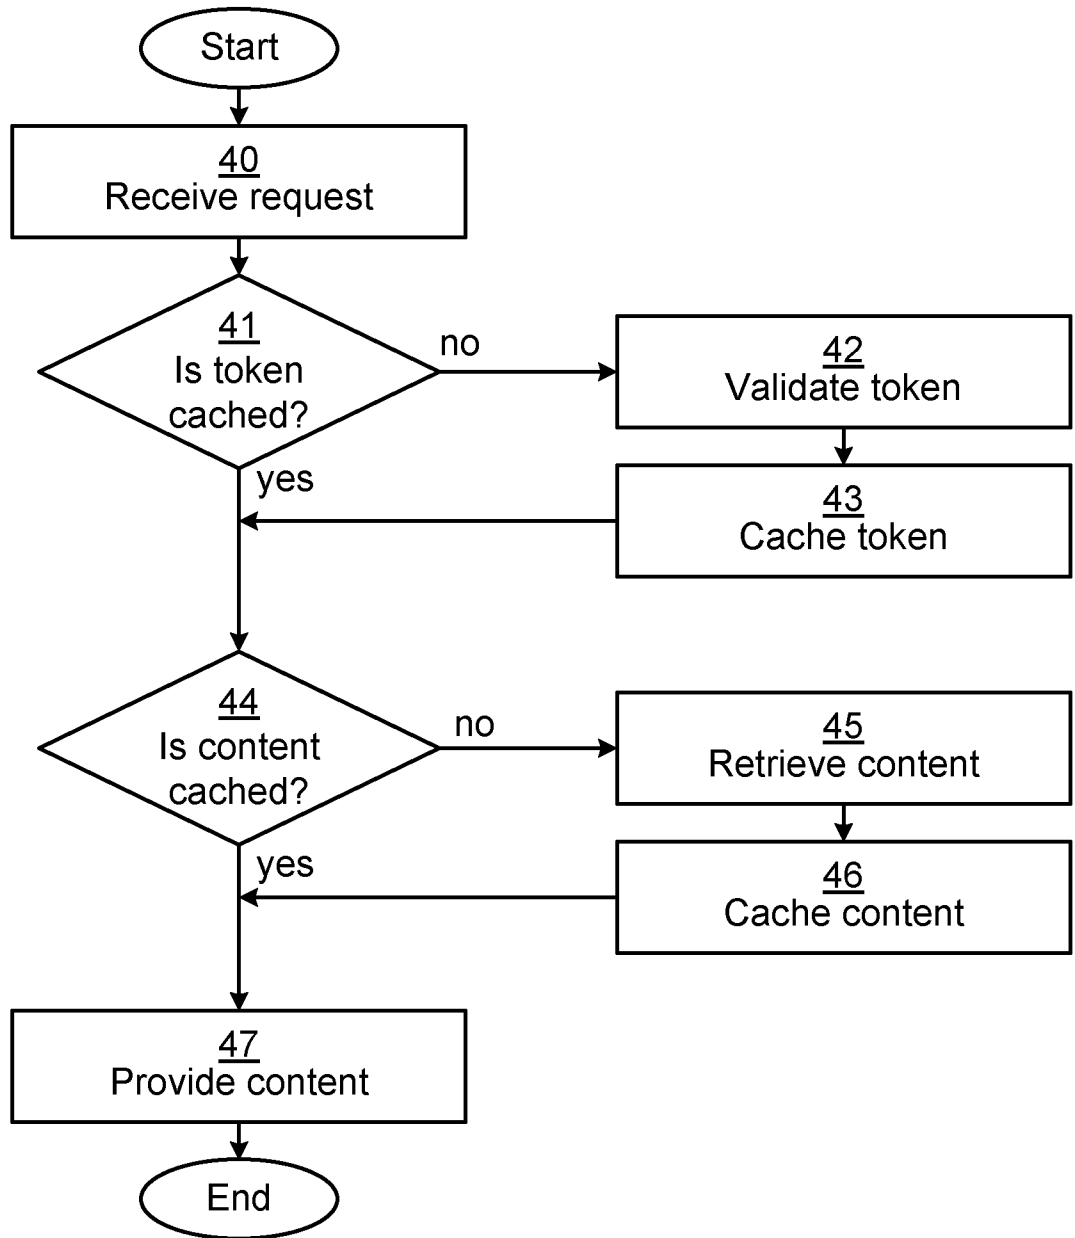 Start
40
Receive request
41
Is token
cached?
no
42
Validate token
43
Cache token
yes
44
Is content
cached?
no
45
Retrieve content
46
Cache content
yes
47
Provide content
End